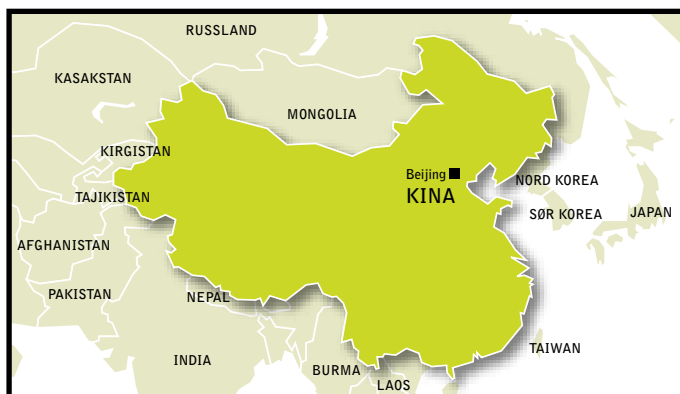 RUSSLAND
KASAKSTAN
MONGOLIA
KIRGISTAN
Beijing
NORD KOREA
TAJIKISTAN
KINA
SØR KOREA
JAPAN
AFGHANISTAN
PAKISTAN
NEPAL
TAIWAN
INDIA
BURMA
LAOS